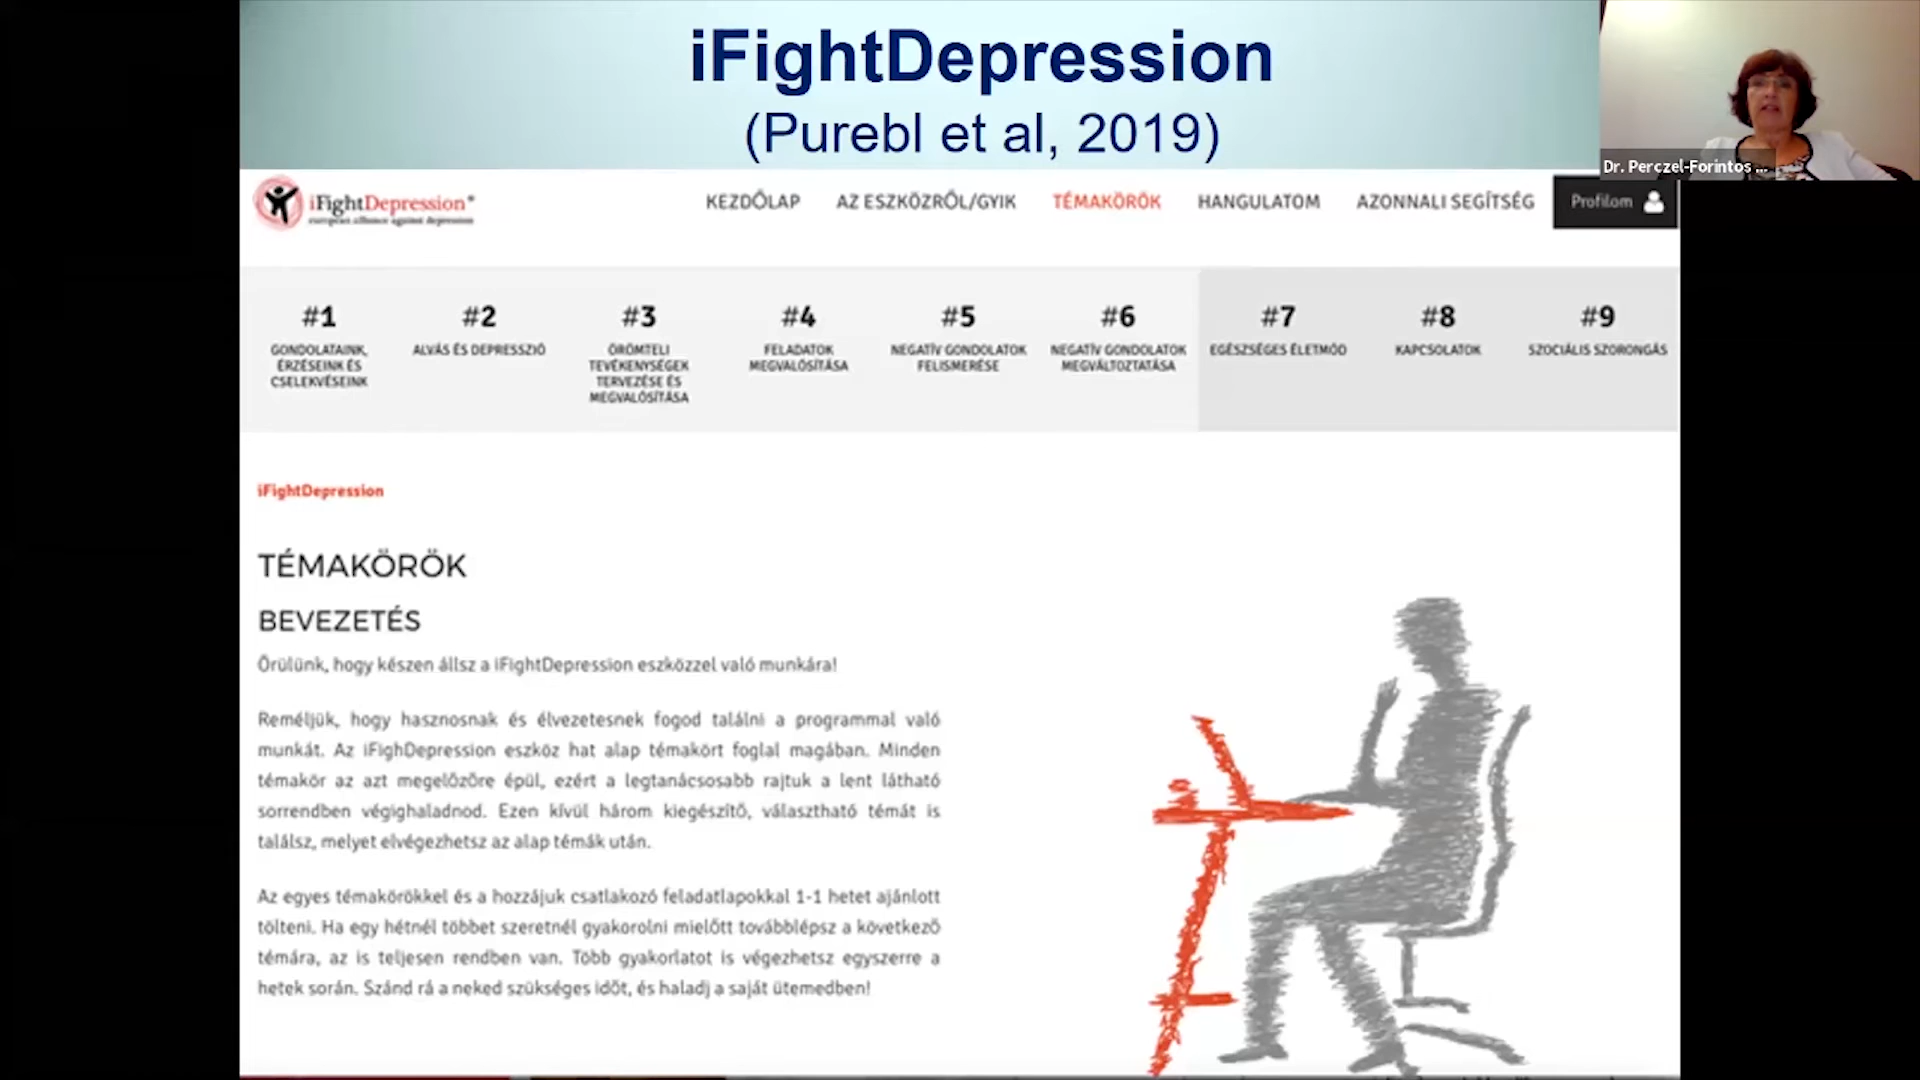 iFightDepression
(Purebl et al, 2019)
Dr. Perczel-Forintos ...
iFightDepression®
european alliance against depression
KEZDŐLAP
AZ ESZKÖZRŐL/GYIK
TÉMAKÖRÖK
HANGULATOM
AZONNALI SEGÍTSÉG
Profilom
#1
GONDOLATAINK,
ÉRZÉSEINK ÉS
CSELEKVÉSEINK
#2
ALVÁS ÉS DEPRESSZIÓ
#3
ÖRÖMTELI
TEVÉKENYSÉGEK
TERVEZÉSE ÉS
MEGVALÓSÍTÁSA
#4
FELADATOK
MEGVALÓSÍTÁSA
#5
NEGATÍV GONDOLATOK
FELISMERÉSE
#6
NEGATÍV GONDOLATOK
MEGVÁLTOZTATÁSA
#7
EGÉSZSÉGES ÉLETMÓD
#8
KAPCSOLATOK
#9
SZOCIÁLIS SZORONGÁS
iFightDepression
TÉMAKÖRÖK
BEVEZETÉS
Örülünk, hogy készen állsz a iFightDepression eszközzel való munkára!
Reméljük, hogy hasznosnak és élvezetesnek fogod találni a programmal való
munkát. Az iFighDepression eszköz hat alap témakört foglal magában. Minden
témakör az azt megelőzőre épül, ezért a legtanácsosabb rajtuk a lent látható
sorrendben végighaladnod. Ezen kívül három kiegészítő, választható témát is
találsz, melyet elvégezhetsz az alap témák után.
Az egyes témakörökkel és a hozzájuk csatlakozó feladatlapokkal 1-1 hetet ajánlott
tölteni. Ha egy hétnél többet szeretnél gyakorolni mielőtt továbblépsz a következő
témára, az is teljesen rendben van. Több gyakorlatot is végezhetsz egyszerre a
hetek során. Szánd rá a neked szükséges időt, és haladj a saját ütemedben!